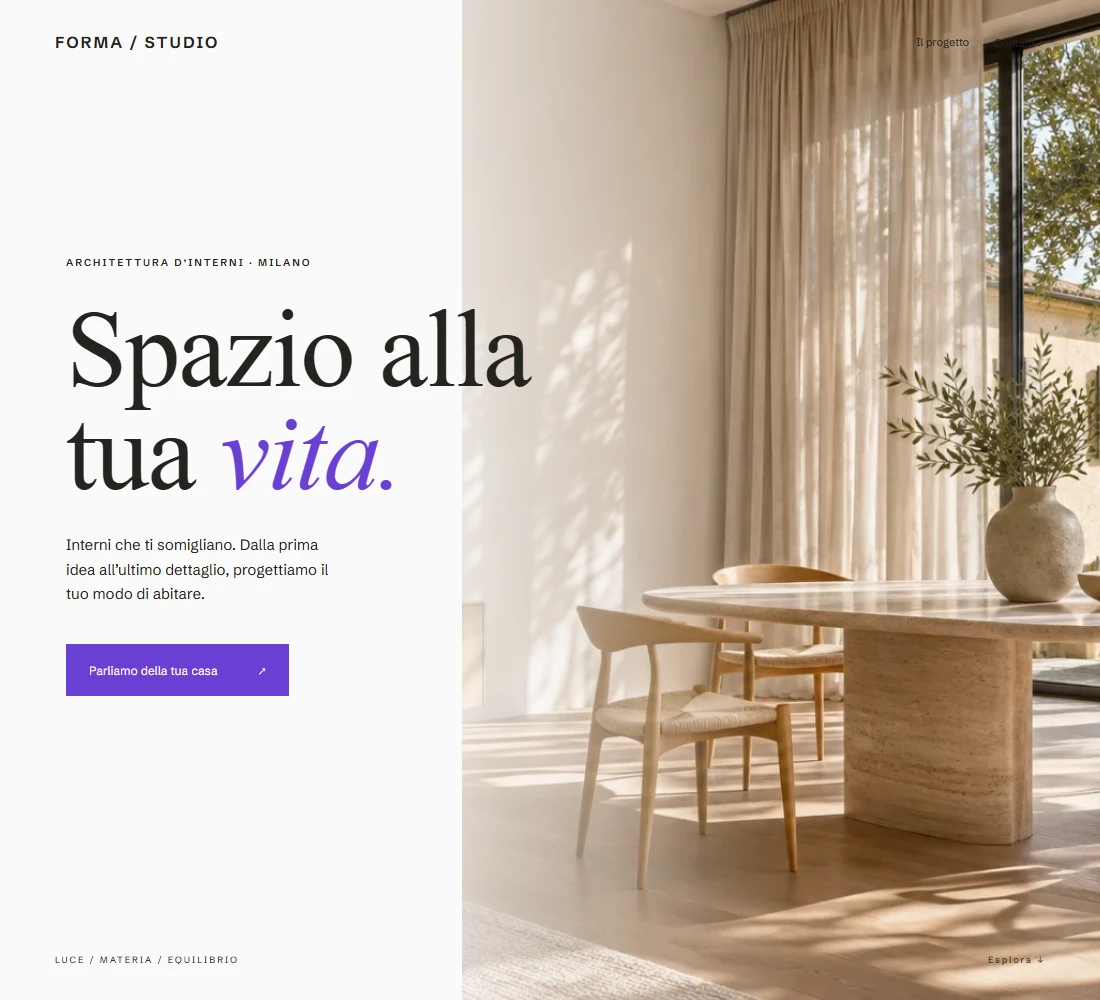 FORMA / STUDIO
Il progetto
ARCHITETTURA D'INTERNI · MILANO
Spazio alla
tua vita.
Interni che ti somigliano. Dalla prima
idea all’ultimo dettaglio, progettiamo il
tuo modo di abitare.
Parliamo della tua casa ↗
LUCE / MATERIA / EQUILIBRIO
Esplora ↓